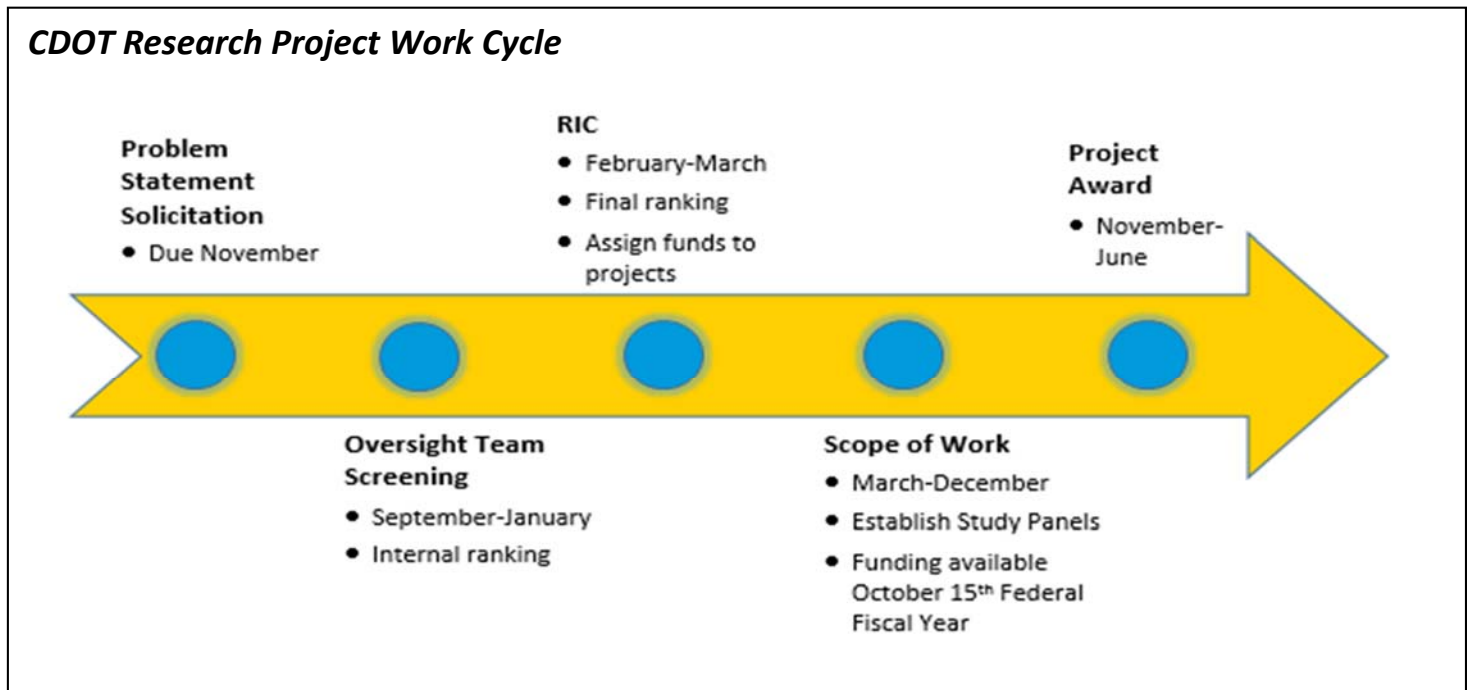 CDOT Research Project Work Cycle
Problem
Statement
Solicitation
• Due November
Oversight Team
Screening
• September-January
• Internal ranking
RIC
• February-March
• Final ranking
• Assign funds to
projects
Scope of Work
• March-December
• Establish Study Panels
• Funding available
October 15th Federal
Fiscal Year
Project
Award
• November-
June